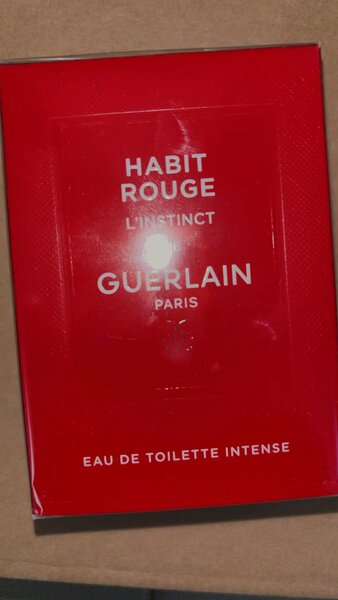 HABIT
ROUGE
L'INSTINCT
GUERLAIN
PARIS
EAU DE TOILETTE INTENSE